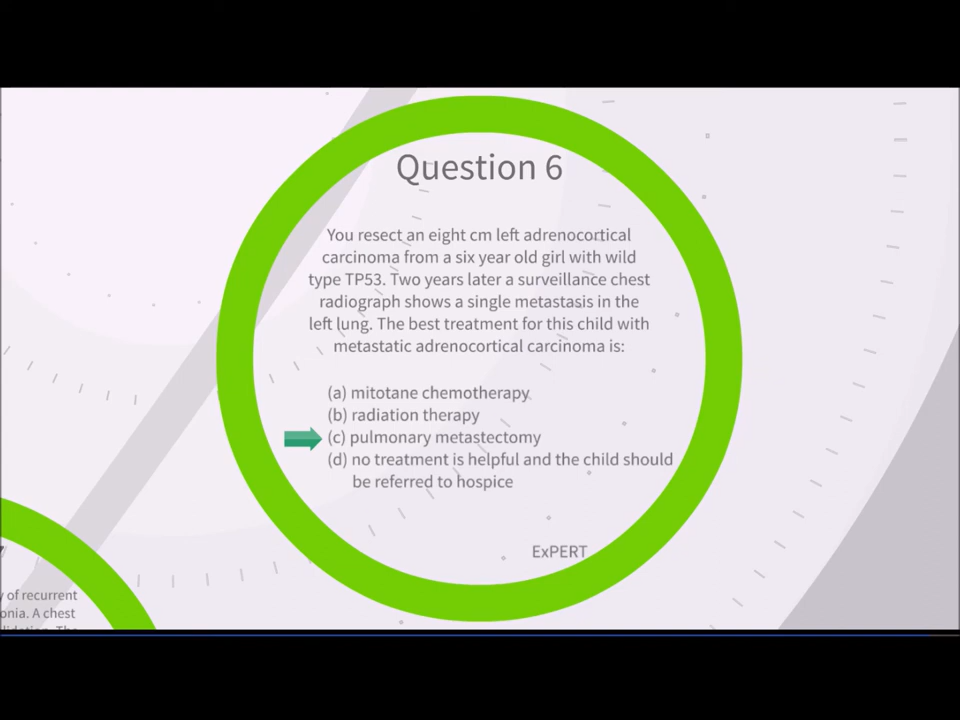 Question 6
You resect an eight cm left adrenocortical
carcinoma from a six year old girl with wild
type TP53. Two years later a surveillance chest
radiograph shows a single metastasis in the
left lung. The best treatment for this child with
metastatic adrenocortical carcinoma is:
(a) mitotane chemotherapy
(b) radiation therapy
(c) pulmonary metastectomy
(d) no treatment is helpful and the child should
be referred to hospice
ExPERT
y of recurrent
onia. A chest